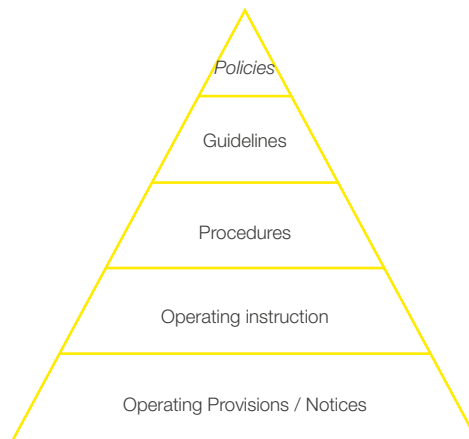 Policies
Guidelines
Procedures
Operating instruction
Operating Provisions / Notices